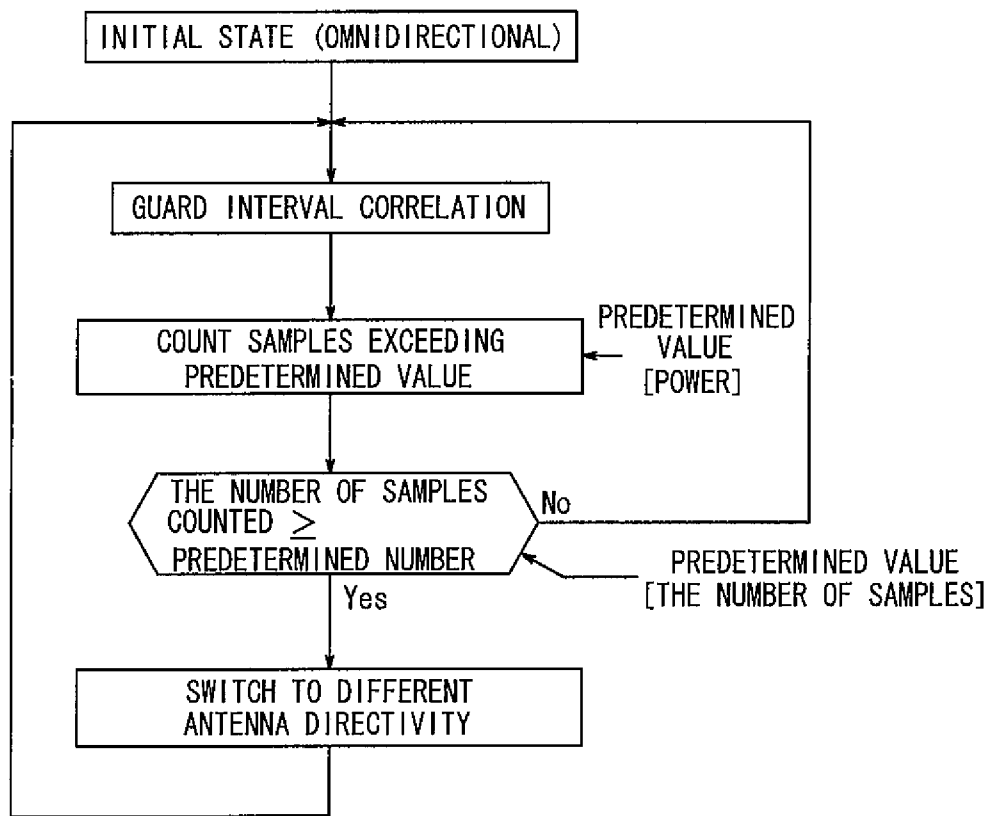 INITIAL STATE (OMNIDIRECTIONAL)
GUARD INTERVAL CORRELATION
COUNT SAMPLES EXCEEDING
PREDETERMINED VALUE
PREDETERMINED
VALUE
[POWER]
THE NUMBER OF SAMPLES
COUNTED ≥
PREDETERMINED NUMBER
No
PREDETERMINED VALUE
[THE NUMBER OF SAMPLES]
Yes
SWITCH TO DIFFERENT
ANTENNA DIRECTIVITY